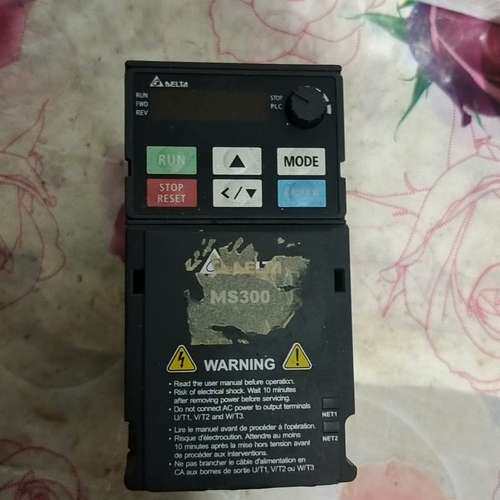 DELTA
RUN
FWD
REV
STOP
PLC
RUN
MODE
STOP
RESET
ENTER
DELTA
MS300
WARNING
• Read the user manual before operation.
• Risk of electrical shock. Wait 10 minutes
after removing power before servicing.
• Do not connect AC power to output terminals
U/T1, V/T2 and W/T3.
• Lire le manuel avant de procéder à l'opération.
• Risque d'électrocution. Attendre au moins
10 minutes après la mise hors tension avant
de procéder aux interventions.
• Ne pas brancher le câble d'alimentation en
CA aux bornes de sortie U/T1, V/T2 ou W/T3
NET1
NET2